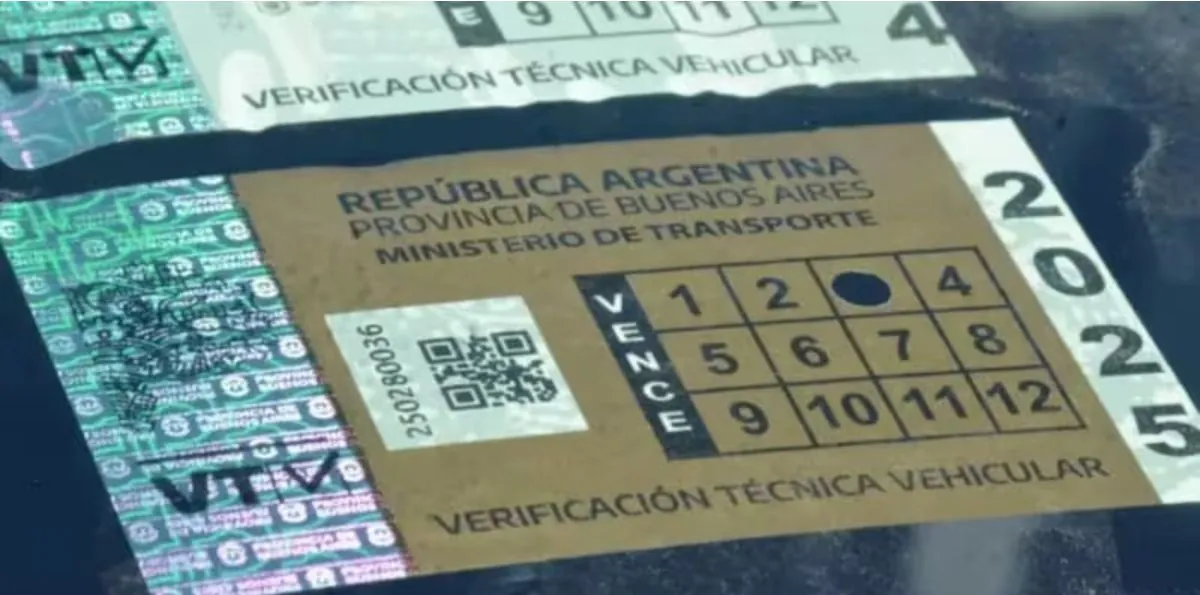 VTV
E 9 10 11 12
4
VERIFICACIÓN TÉCNICA VEHICULAR
REPÚBLICA ARGENTINA
PROVINCIA DE BUENOS AIRES
MINISTERIO DE TRANSPORTE
2025
VENCE
1 2 4
5 6 7 8
9 10 11 12
250280036
VTV
VERIFICACIÓN TÉCNICA VEHICULAR